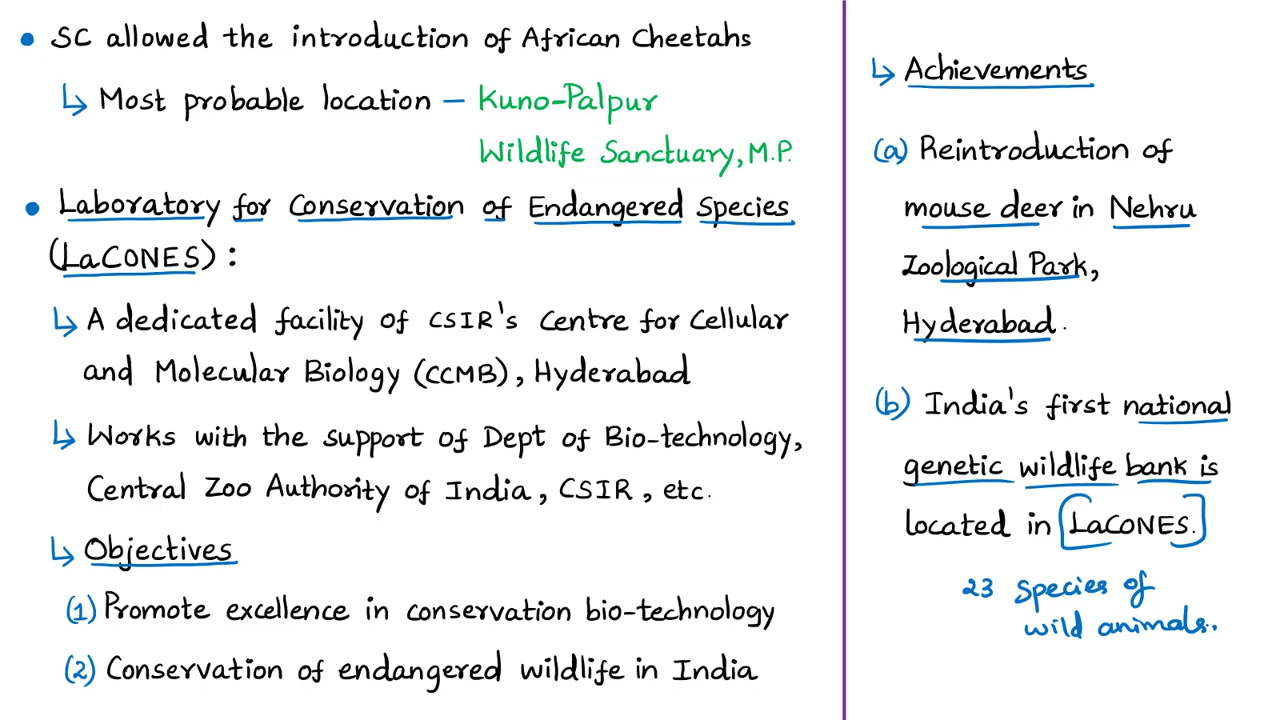 • SC allowed the introduction of African Cheetahs
↳ Most probable location – Kuno-Palpur
Wildlife Sanctuary, M.P.
• Laboratory for Conservation of Endangered Species
(LaCONES) :
↳ A dedicated facility of CSIR's Centre for Cellular
and Molecular Biology (CCMB), Hyderabad
↳ Works with the support of Dept of Bio-technology,
Central Zoo Authority of India, CSIR, etc.
↳ Objectives
(1) Promote excellence in conservation bio-technology
(2) Conservation of endangered wildlife in India
↳ Achievements
(a) Reintroduction of
mouse deer in Nehru
Zoological Park,
Hyderabad.
(b) India's first national
genetic wildlife bank is
located in [LaCONES.]
23 species of
wild animals.